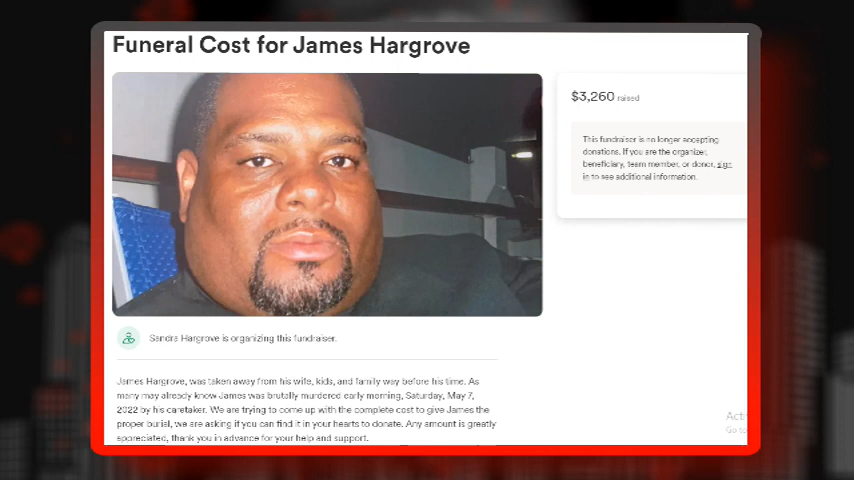 Funeral Cost for James Hargrove
$3,260 raised
This fundraiser is no longer accepting
donations. If you are the organizer,
beneficiary, team member, or donor, sign
in to see additional information.
Sandra Hargrove is organizing this fundraiser.
James Hargrove, was taken away from his wife, kids, and family way before his time. As
many may already know James was brutally murdered early morning, Saturday, May 7,
2022 by his caretaker. We are trying to come up with the complete cost to give James the
proper burial, we are asking if you can find it in your hearts to donate. Any amount is greatly
appreciated, thank you in advance for your help and support.
Go to